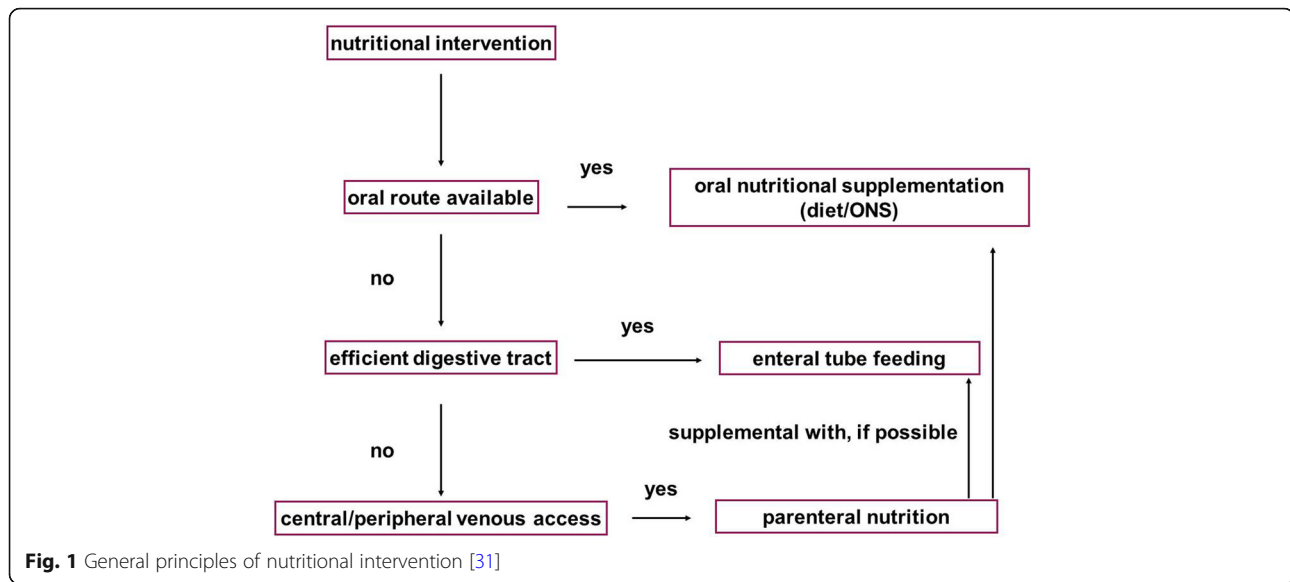 nutritional intervention
yes
oral route available
oral nutritional supplementation
(diet/ONS)
no
yes
efficient digestive tract
enteral tube feeding
supplemental with, if possible
no
yes
central/peripheral venous access
parenteral nutrition
Fig. 1 General principles of nutritional intervention [31]